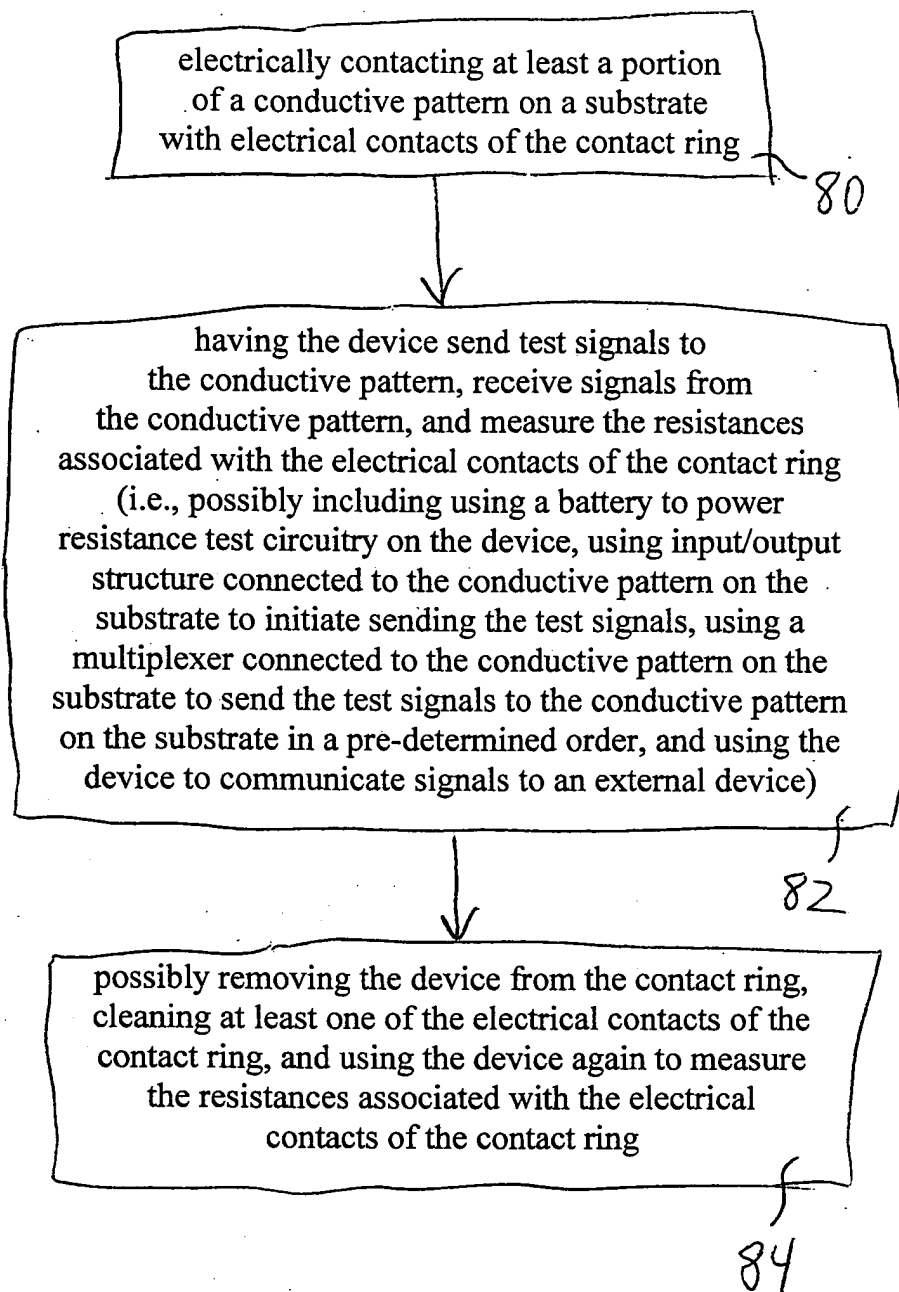 electrically contacting at least a portion
of a conductive pattern on a substrate
with electrical contacts of the contact ring
80
having the device send test signals to
the conductive pattern, receive signals from
the conductive pattern, and measure the resistances
associated with the electrical contacts of the contact ring
(i.e., possibly including using a battery to power
resistance test circuitry on the device, using input/output
structure connected to the conductive pattern on the
substrate to initiate sending the test signals, using a
multiplexer connected to the conductive pattern on the
substrate to send the test signals to the conductive pattern
on the substrate in a pre-determined order, and using the
device to communicate signals to an external device)
82
possibly removing the device from the contact ring,
cleaning at least one of the electrical contacts of the
contact ring, and using the device again to measure
the resistances associated with the electrical
contacts of the contact ring
84